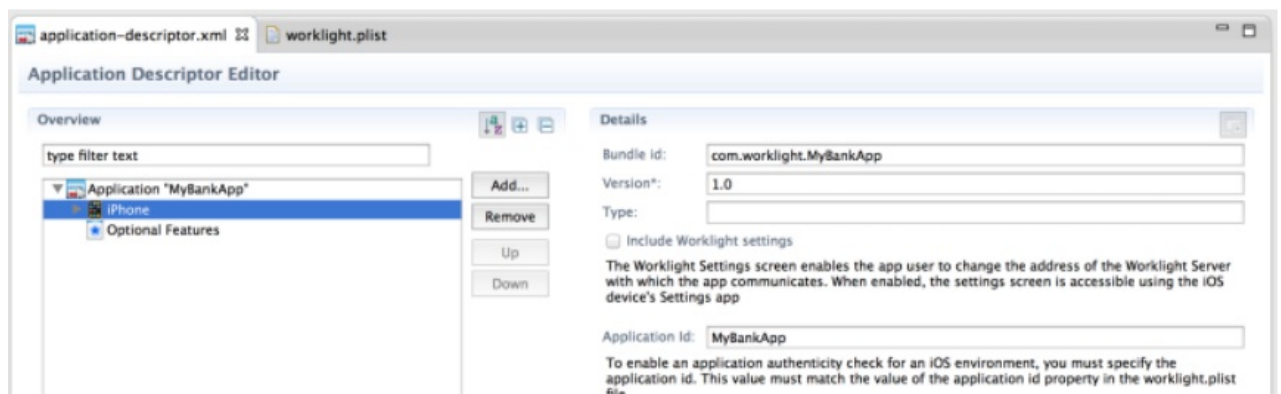 application-descriptor.xml worklight.plist
Application Descriptor Editor
Overview
type filter text
Application "MyBankApp"
iPhone
Optional Features
Add...
Remove
Up
Down
Details
Bundle id: com.worklight.MyBankApp
Version*: 1.0
Type:
Include Worklight settings
The Worklight Settings screen enables the app user to change the address of the Worklight Server
with which the app communicates. When enabled, the settings screen is accessible using the iOS
device's Settings app
Application Id: MyBankApp
To enable an application authenticity check for an iOS environment, you must specify the
application id. This value must match the value of the application id property in the worklight.plist